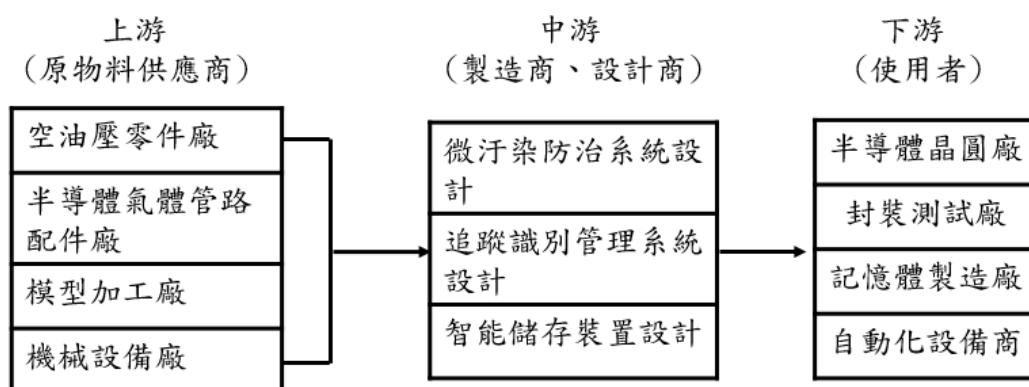 上游
（原物料供應商）
空油壓零件廠
半導體氣體管路
配件廠
模型加工廠
機械設備廠
中游
（製造商、設計商）
微汙染防治系統設
計
追蹤識別管理系統
設計
智能儲存裝置設計
下游
（使用者）
半導體晶圓廠
封裝測試廠
記憶體製造廠
自動化設備商